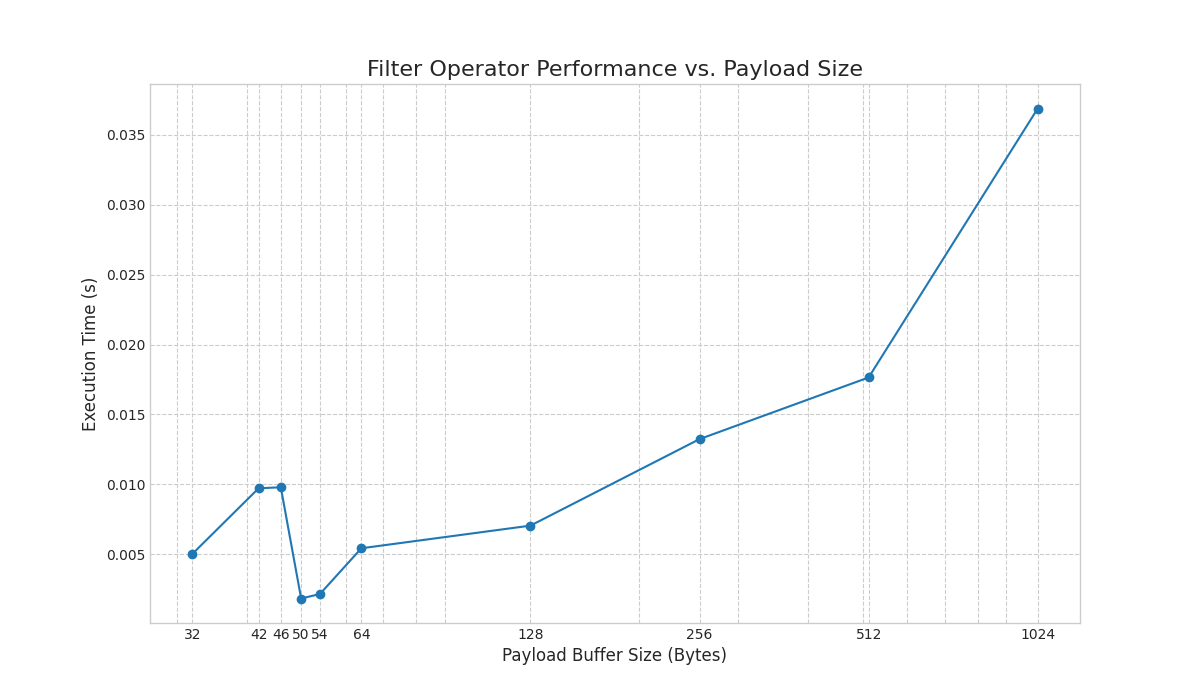 Filter Operator Performance vs. Payload Size
Execution Time (s)
0.035
0.030
0.025
0.020
0.015
0.010
0.005
32 42 46 50 54 64 128 256 512 1024
Payload Buffer Size (Bytes)